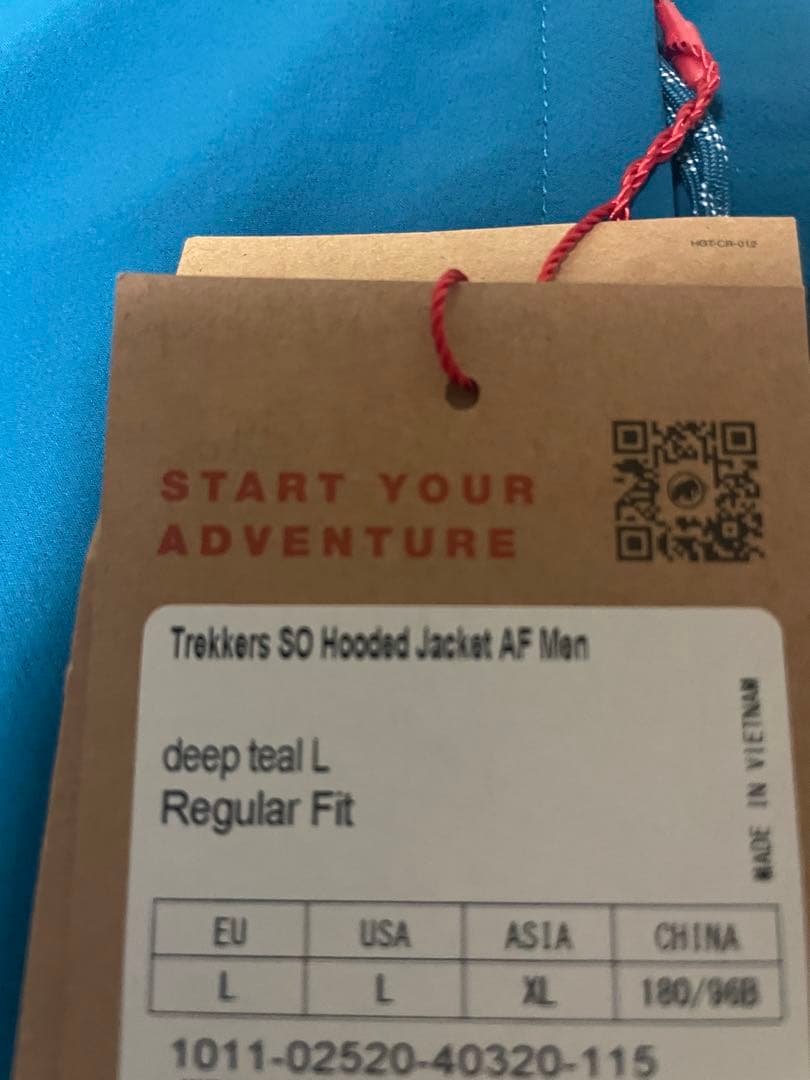 HGT-CR-012
START YOUR
ADVENTURE
Trekkers SO Hooded Jacket AF Men
deep teal L
Regular Fit
MADE IN VIETNAM
EU USA ASIA CHINA
L L XL 180/96B
1011-02520-40320-115